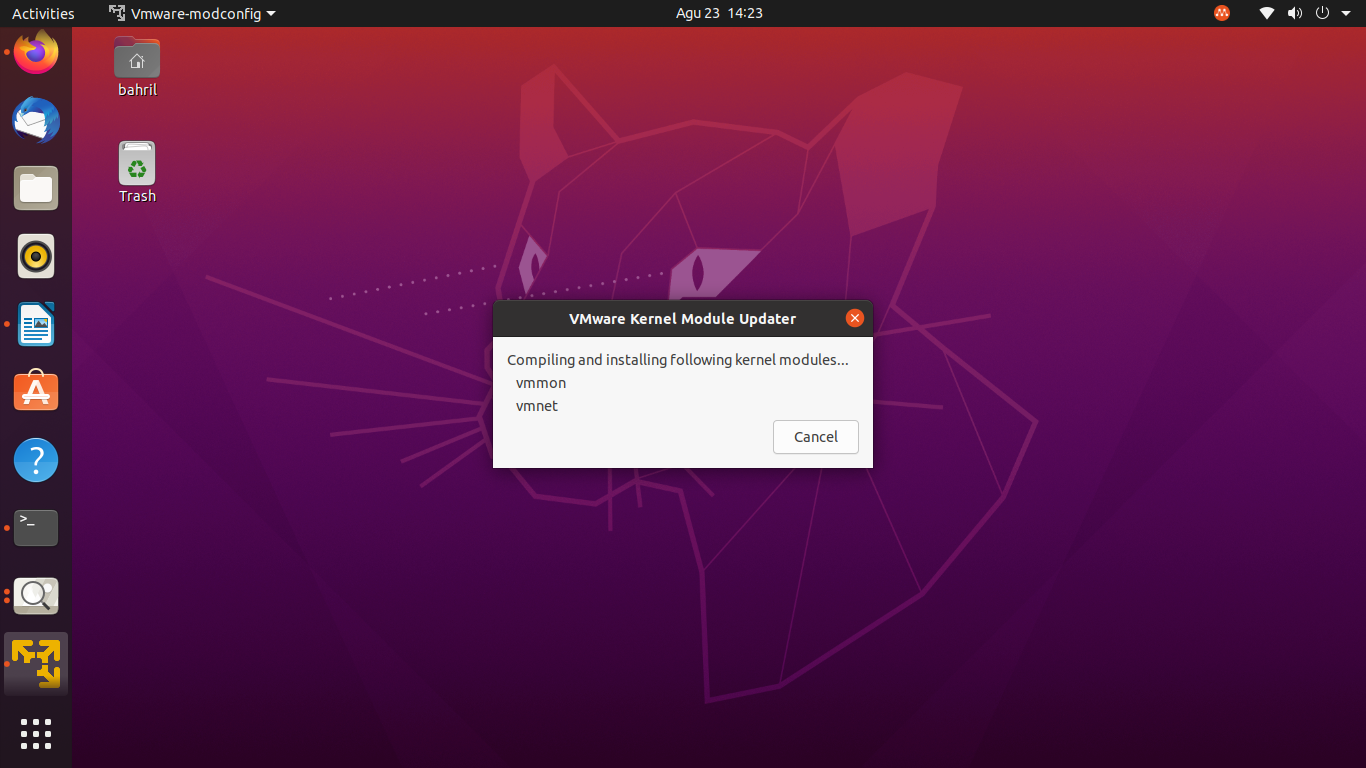 Activities
Vmware-modconfig
Agu 23 14:23
bahril
Trash
VMware Kernel Module Updater
Compiling and installing following kernel modules...
vmmon
vmnet
Cancel
>_